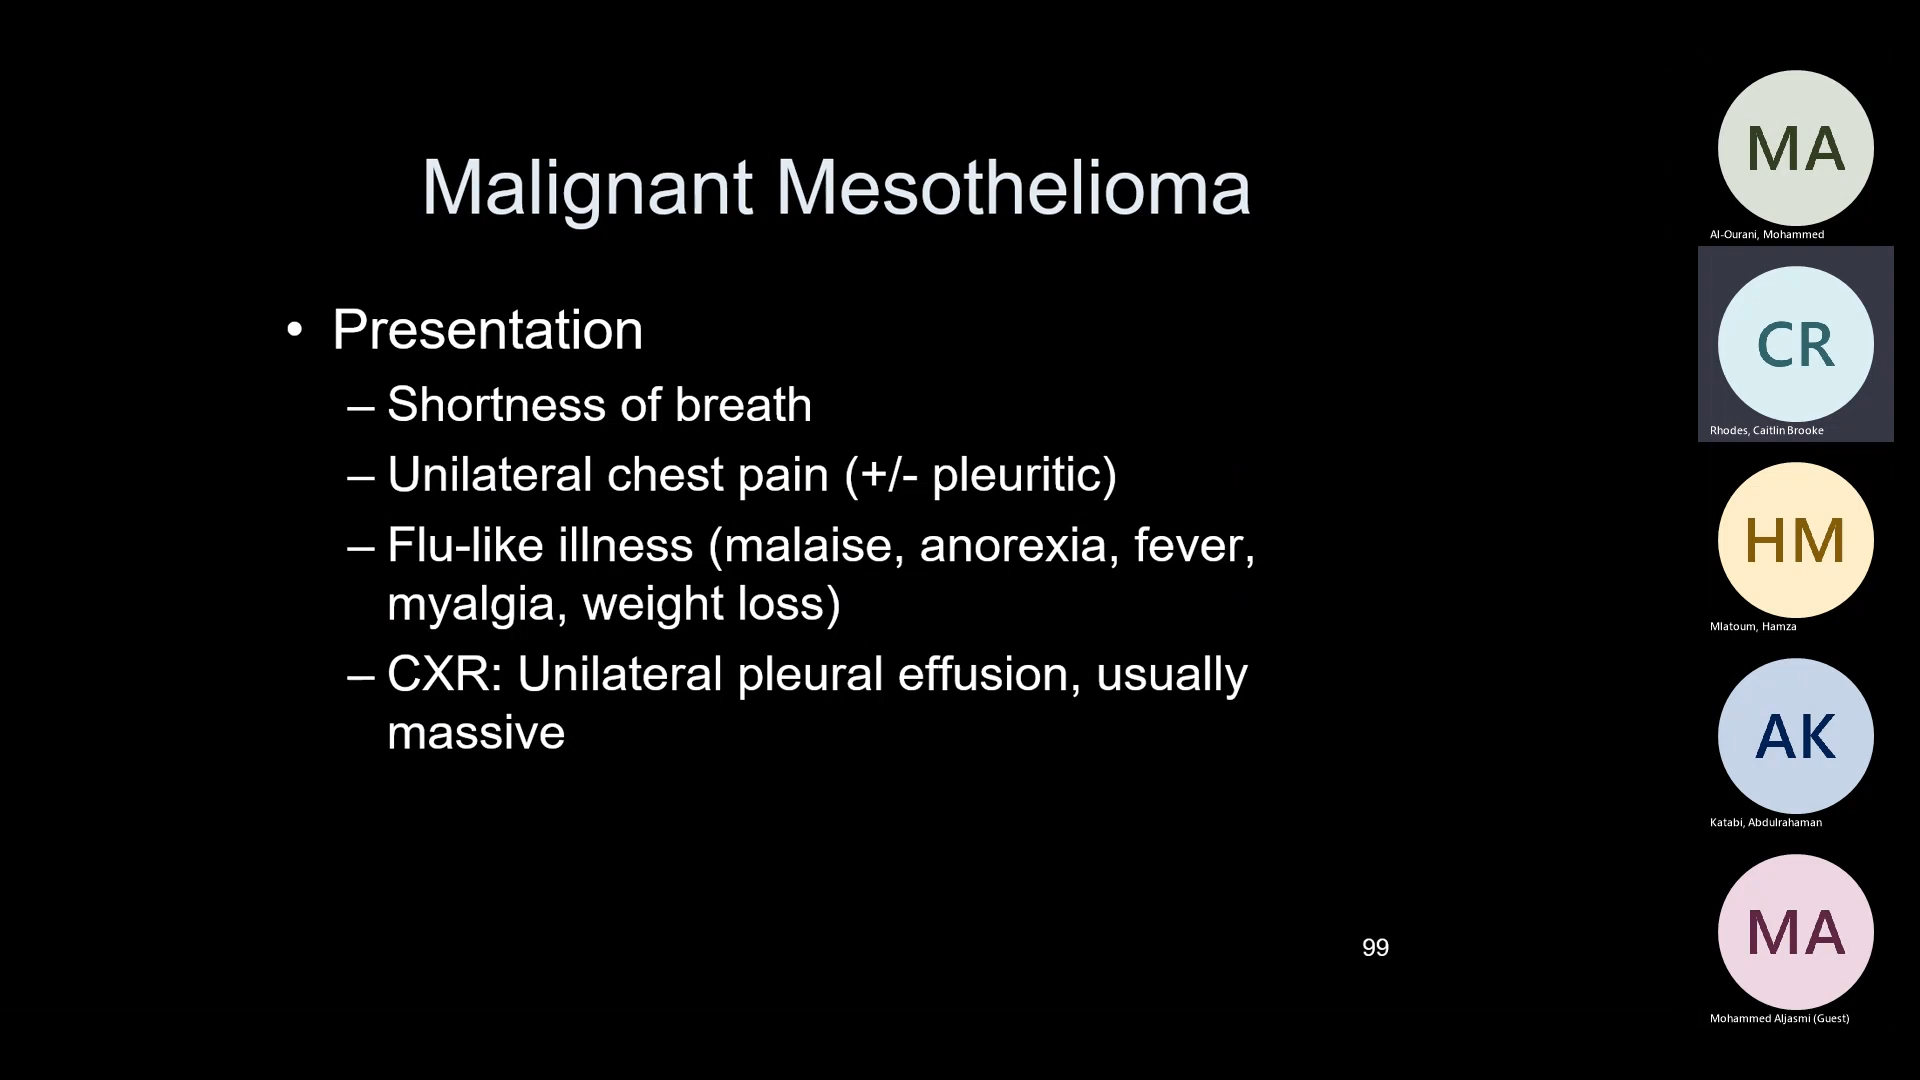 Malignant Mesothelioma
• Presentation
– Shortness of breath
– Unilateral chest pain (+/- pleuritic)
– Flu-like illness (malaise, anorexia, fever,
myalgia, weight loss)
– CXR: Unilateral pleural effusion, usually
massive
99
MA
Al-Ourani, Mohammed
CR
Rhodes, Caitlin Brooke
HM
Mlatoum, Hamza
AK
Katabi, Abdulrahaman
MA
Mohammed Aljasmi (Guest)